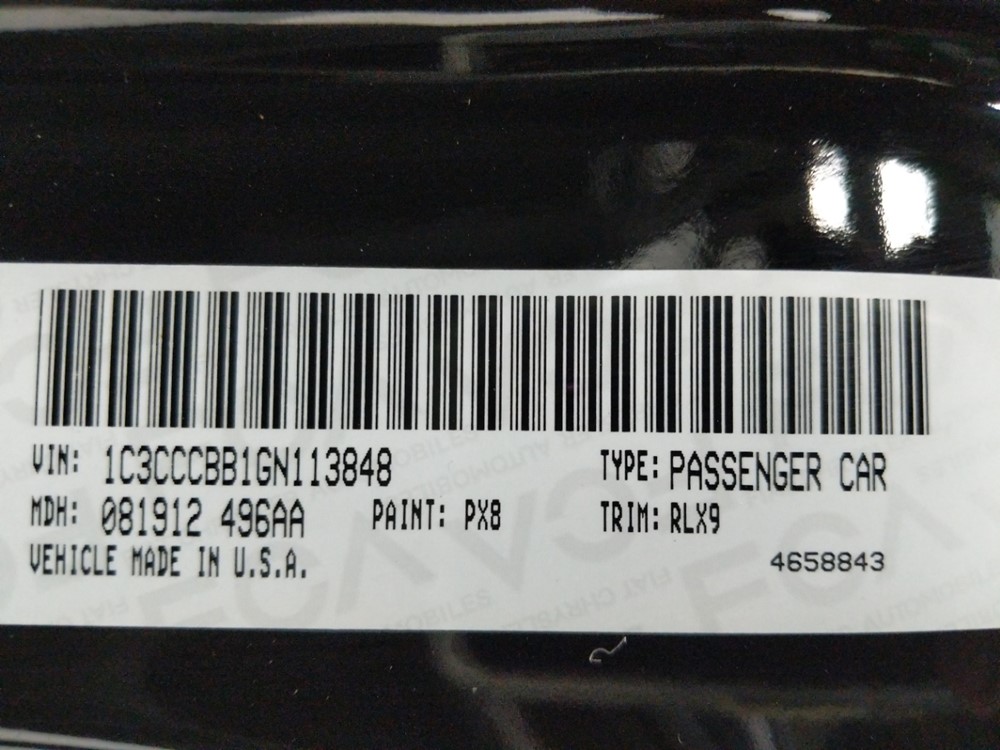 VIN: 1C3CCCBB1GN113848 TYPE: PASSENGER CAR
MDH: 081912 496AA PAINT: PX8 TRIM: RLX9
VEHICLE MADE IN U.S.A. 4658843